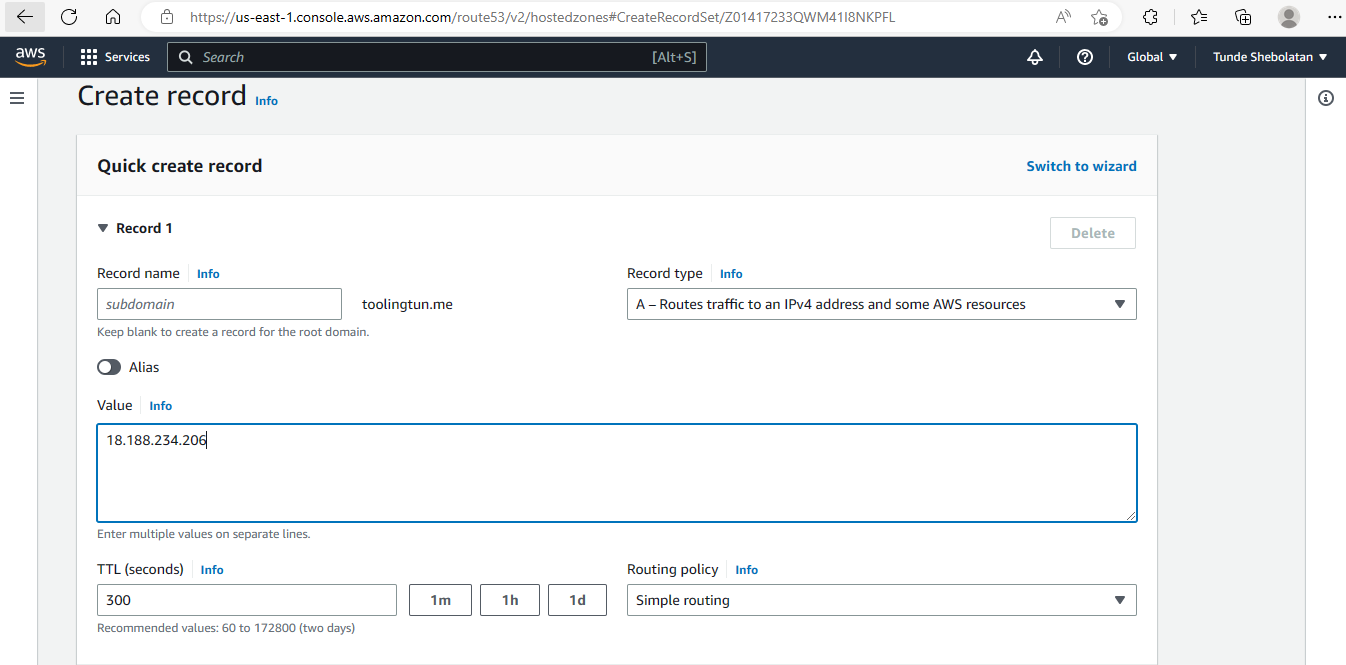 https://us-east-1.console.aws.amazon.com/route53/v2/hostedzones#CreateRecordSet/Z01417233QWM41I8NKPFL
aws Services Search [Alt+S] Global Tunde Shebolatan
Create record Info
Quick create record Switch to wizard
Record 1 Delete
Record name Info Record type Info
subdomain toolingtun.me A – Routes traffic to an IPv4 address and some AWS resources
Keep blank to create a record for the root domain.
Alias
Value Info
18.188.234.206
Enter multiple values on separate lines.
TTL (seconds) Info Routing policy Info
300 1m 1h 1d Simple routing
Recommended values: 60 to 172800 (two days)